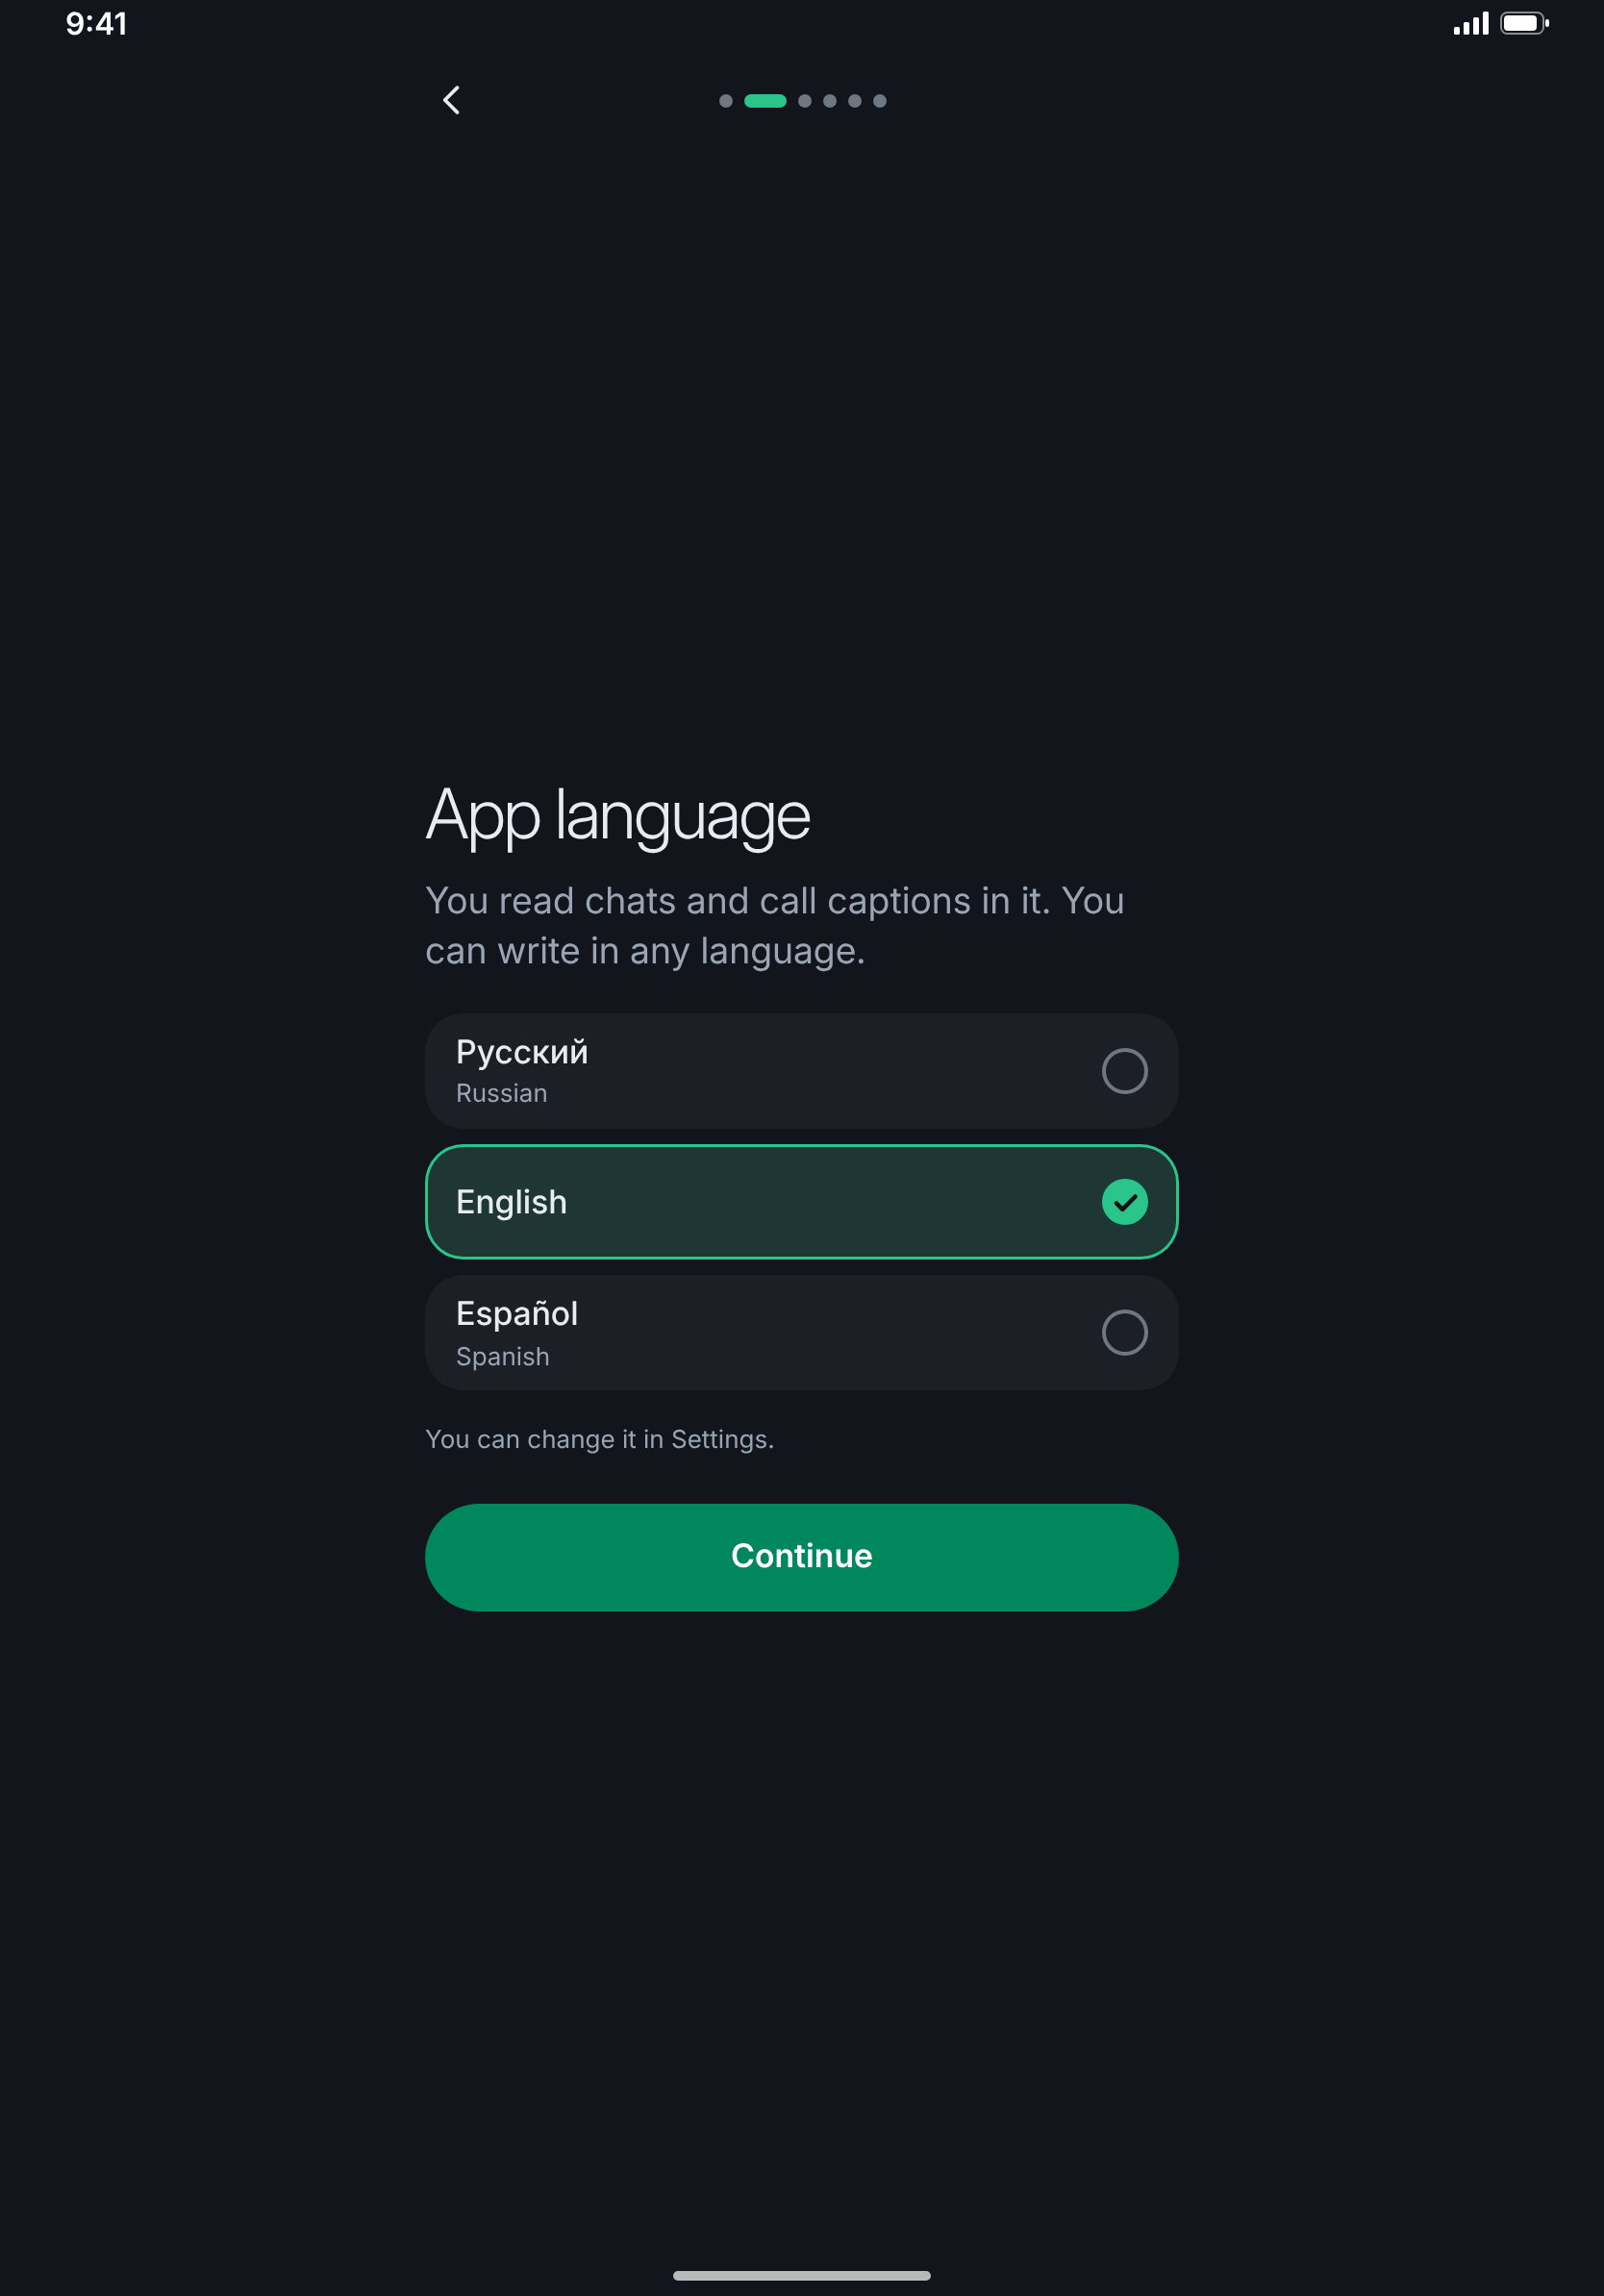 9:41
App language
You read chats and call captions in it. You
can write in any language.
Русский
Russian
English
Español
Spanish
You can change it in Settings.
Continue